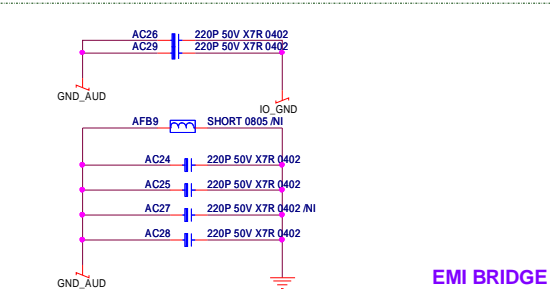 AC26 220P 50V X7R 0402
AC29 220P 50V X7R 0402
GND_AUD
IO_GND
AFB9 SHORT 0805 /NI
AC24 220P 50V X7R 0402
AC25 220P 50V X7R 0402
AC27 220P 50V X7R 0402 /NI
AC28 220P 50V X7R 0402
GND_AUD
EMI BRIDGE